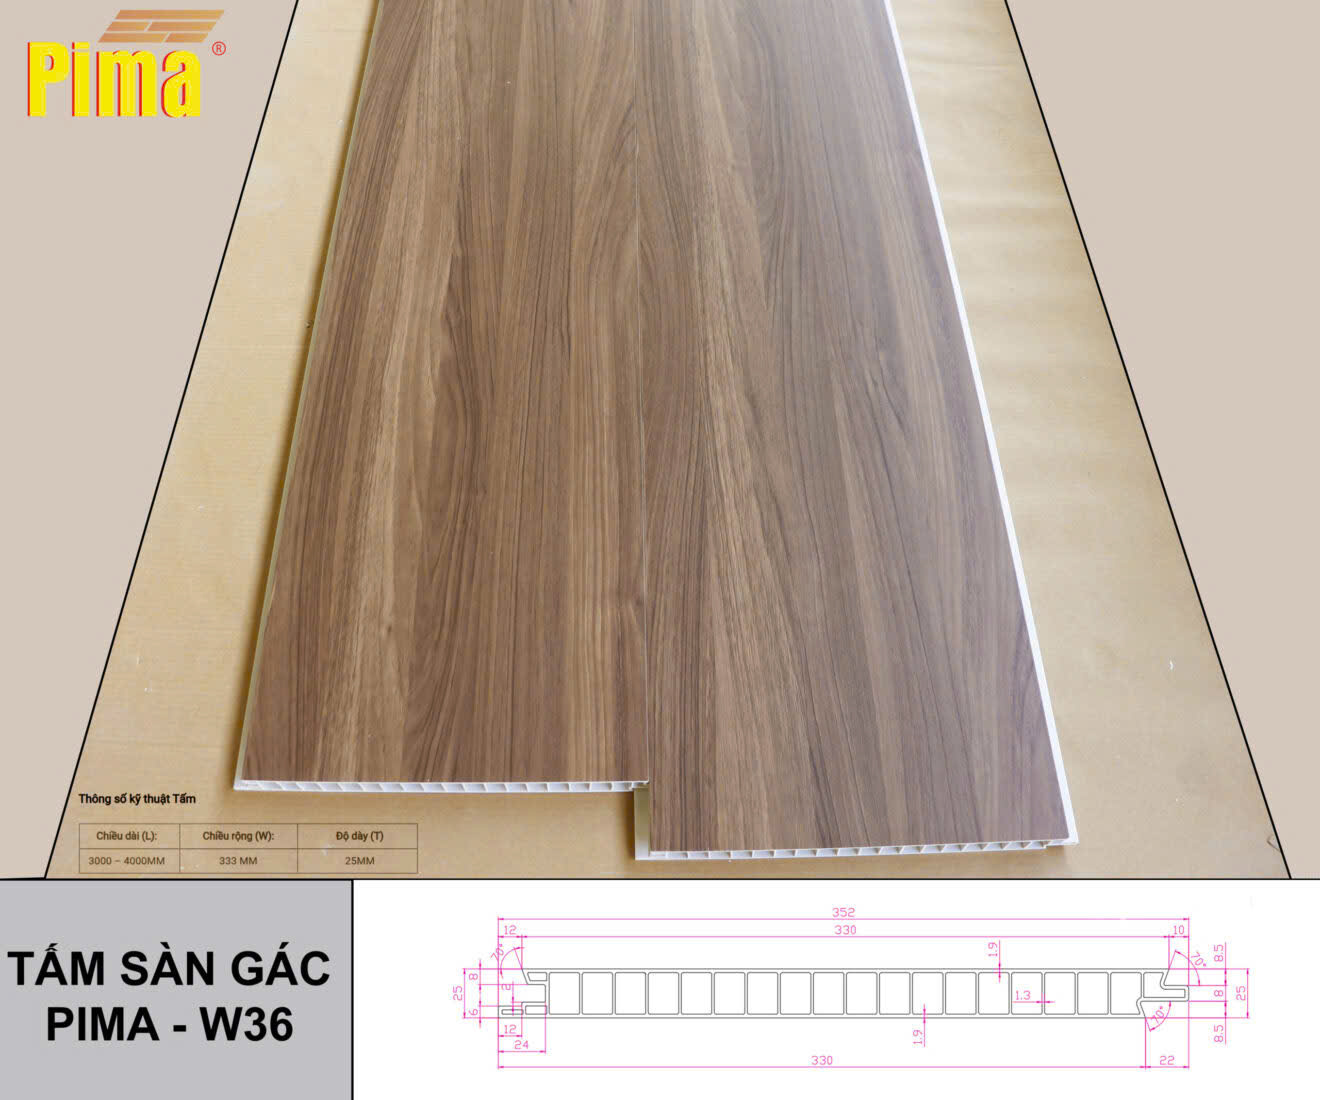 Pima ®
Thông số kỹ thuật Tấm
Chiều dài (L): Chiều rộng (W): Độ dày (T)
3000 – 4000MM 333 MM 25MM
TẤM SÀN GÁC
PIMA - W36
352
12 330 10
70° 8 25 6 2 12 24
1.9 1.3 1.9
70° 70° 8.5 8 8.5 25
330 22